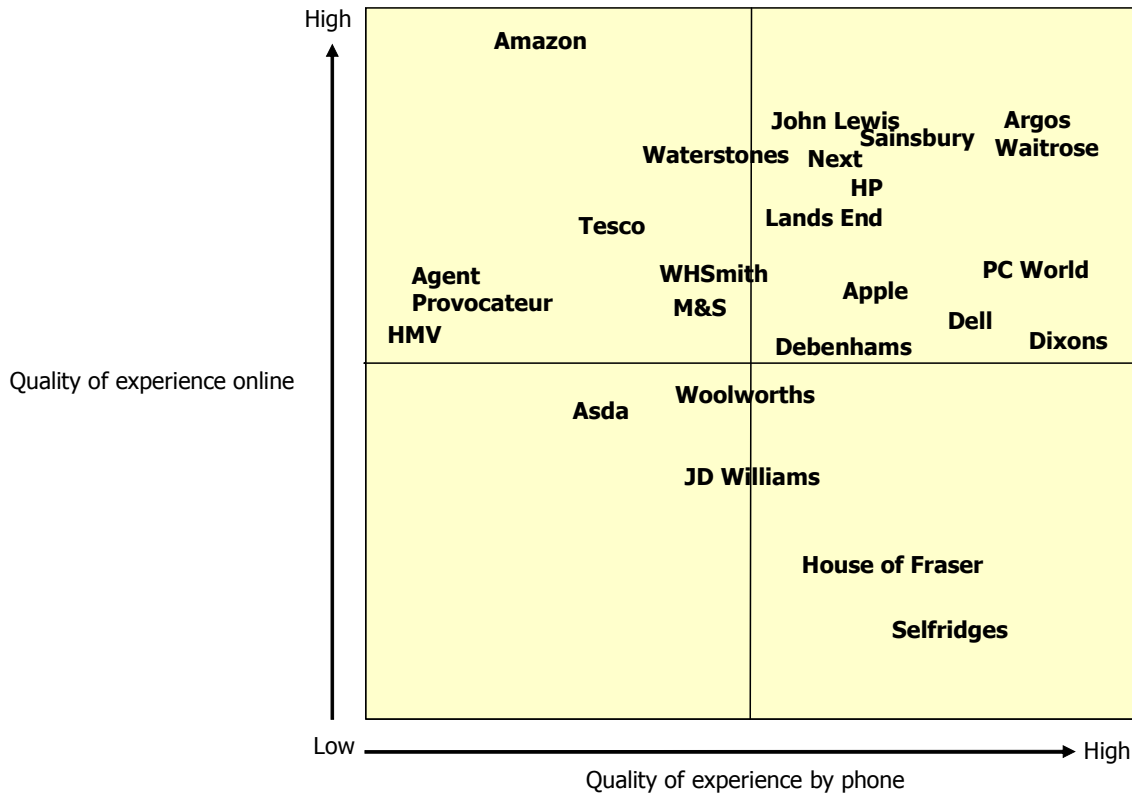 High
Amazon
John Lewis
Argos
Sainsbury
Waterstones
Next
Waitrose
HP
Lands End
Tesco
Agent
Provocateur
WHSmith
PC World
Apple
M&S
Dell
HMV
Dixons
Debenhams
Quality of experience online
Woolworths
Asda
JD Williams
House of Fraser
Selfridges
Low
High
Quality of experience by phone